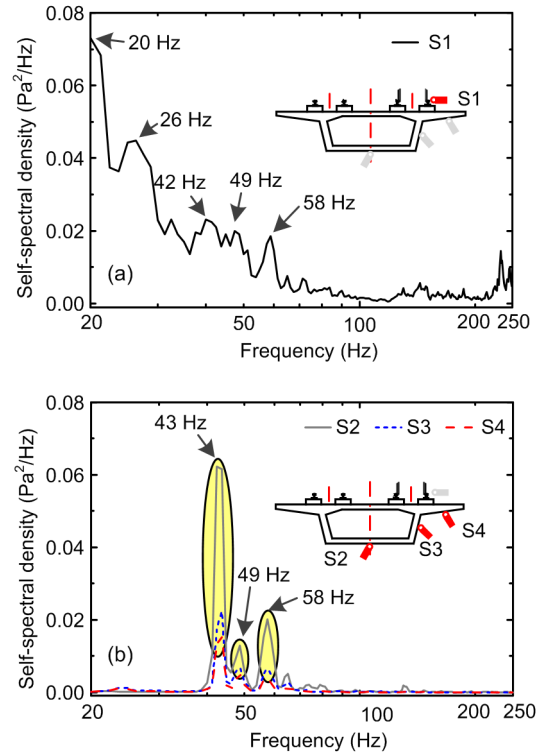 0.08
0.06
0.04
0.02
0.00
Self-spectral density (Pa²/Hz)
20 Hz
26 Hz
42 Hz
49 Hz
58 Hz
S1
S1
(a)
20 50 100 200 250
Frequency (Hz)
0.08
0.06
0.04
0.02
0.00
Self-spectral density (Pa²/Hz)
S2 S3 S4
43 Hz
49 Hz
58 Hz
S2
S3
S4
(b)
20 50 100 200 250
Frequency (Hz)